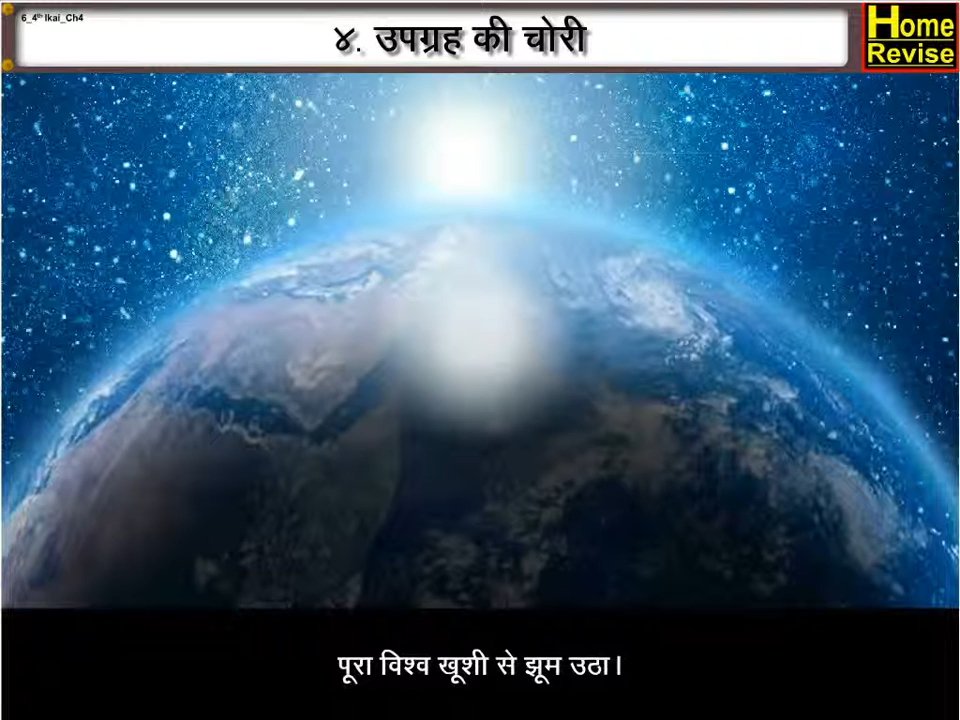 6_4th Ikai_Ch4
४. उपग्रह की चोरी
Home
Revise
पूरा विश्व खूशी से झूम उठा।